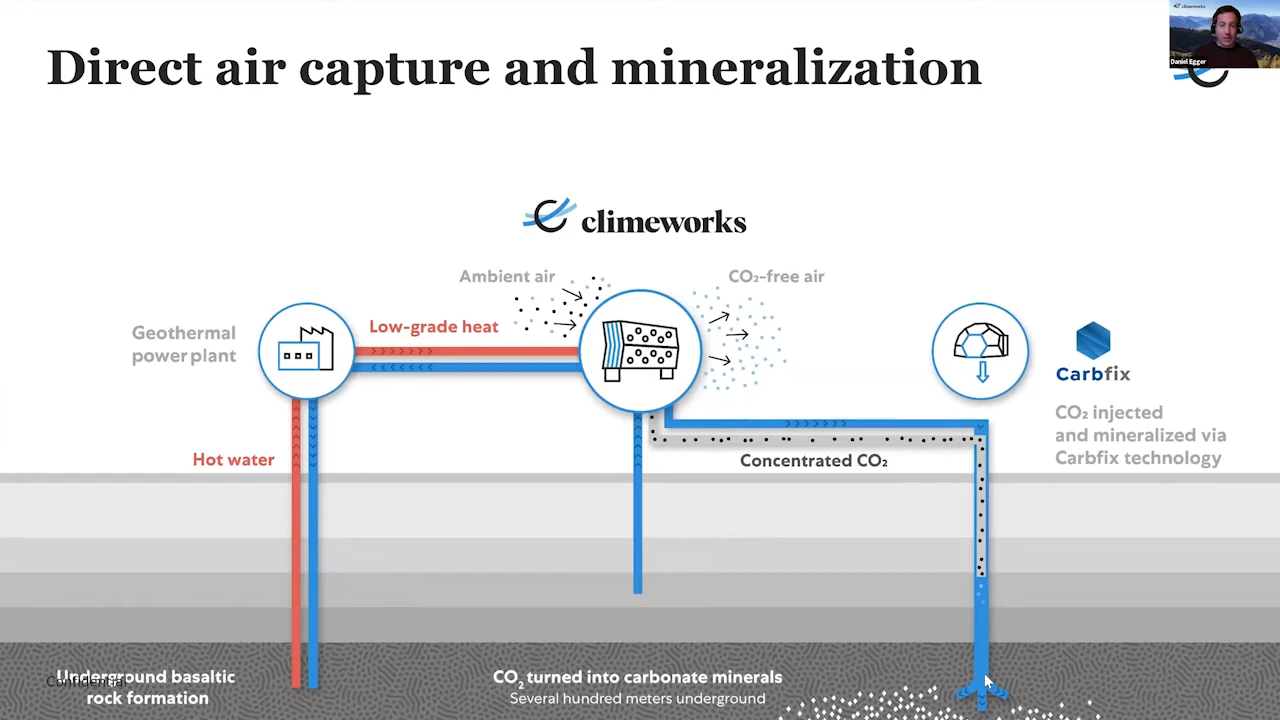 climeworks
Daniel Egger
Direct air capture and mineralization
climeworks
Ambient air
CO₂-free air
Geothermal
power plant
Low-grade heat
Carbfix
CO₂ injected
and mineralized via
Carbfix technology
Hot water
Concentrated CO₂
Underground basaltic
rock formation
Confidential
CO₂ turned into carbonate minerals
Several hundred meters underground